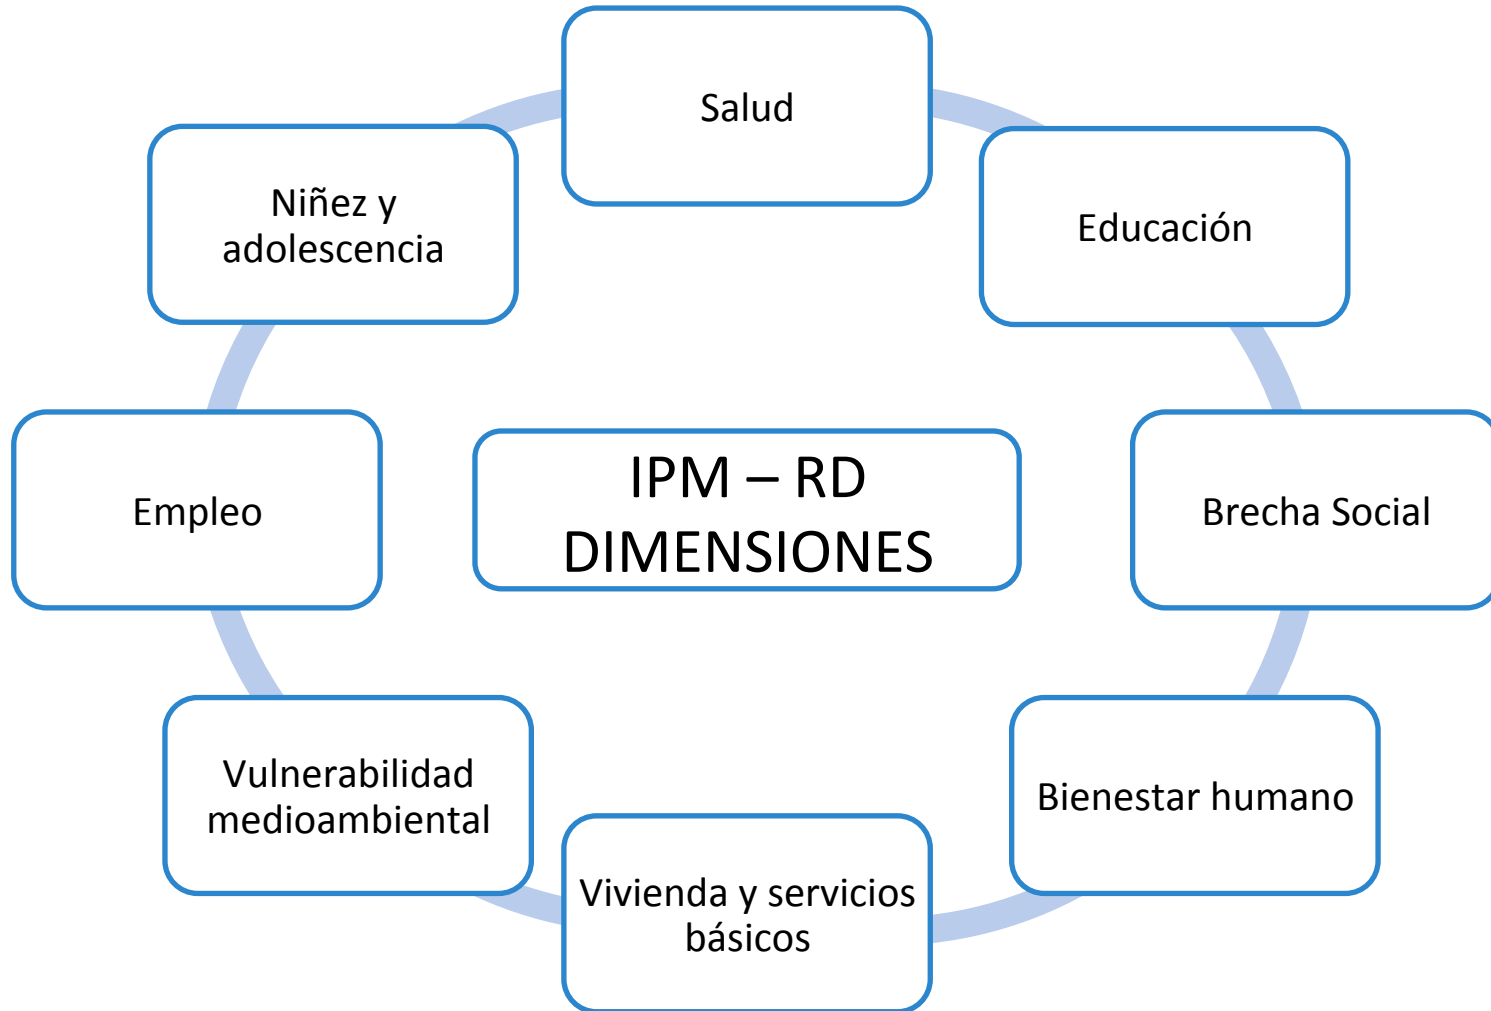 Salud
Educación
Brecha Social
Bienestar humano
Vivienda y servicios
básicos
Vulnerabilidad
medioambiental
Empleo
Niñez y
adolescencia
IPM – RD
DIMENSIONES